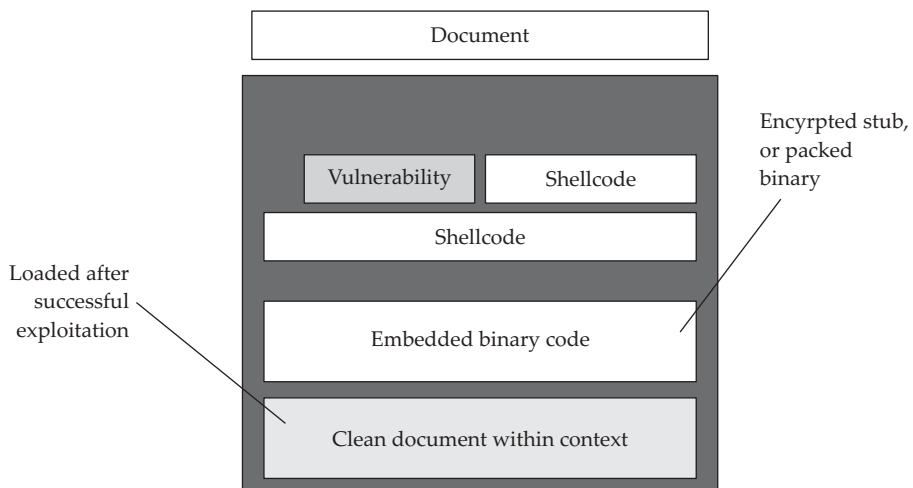 Document
Encyrpted stub,
or packed
binary
Vulnerability
Shellcode
Shellcode
Loaded after
successful
exploitation
Embedded binary code
Clean document within context